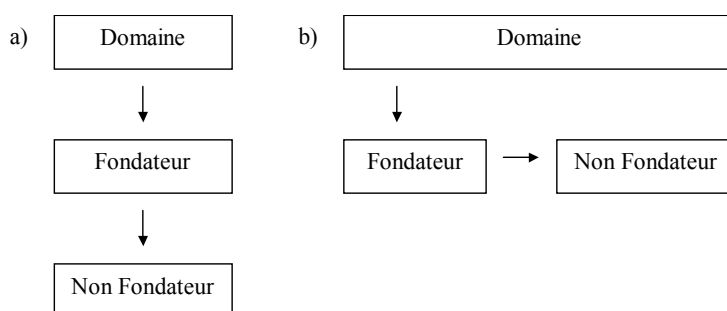 a)
Domaine
Fondateur
Non Fondateur
b)
Domaine
Fondateur
Non Fondateur